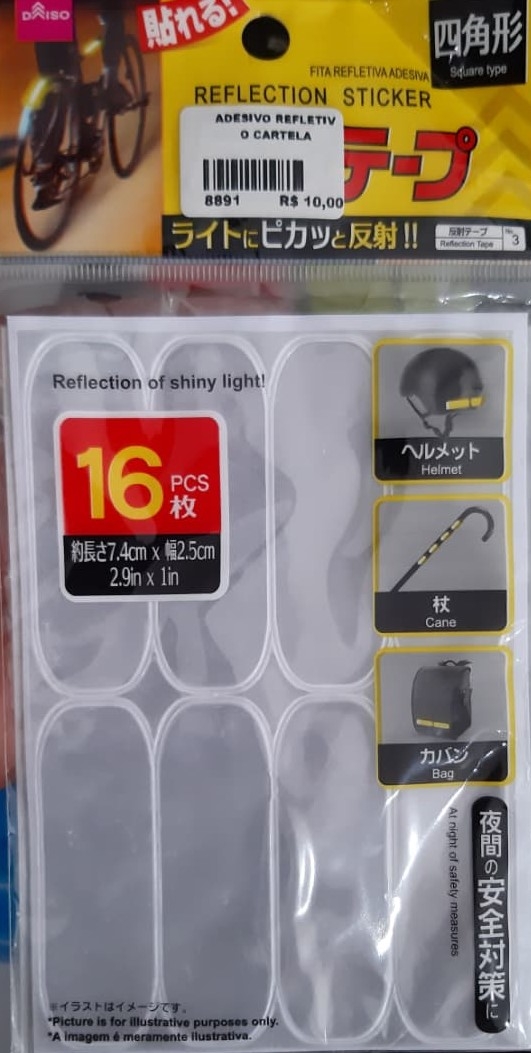 DAISO
貼れる!
四角形
Square type
FITA REFLETIVA ADESIVA
REFLECTION STICKER
ADESIVO REFLETIV
O CARTELA
8891 R$ 10,00
テープ
ライトにピカッと反射!!
反射テープ
Reflection Tape
No.
3
Reflection of shiny light!
16 PCS
枚
約長さ7.4cm x 幅2.5cm
2.9in x 1in
ヘルメット
Helmet
杖
Cane
カバン
Bag
夜間の安全対策に
At night of safety measures
※イラストはイメージです。
*Picture is for illustrative purposes only.
*A imagem é meramente ilustrativa.